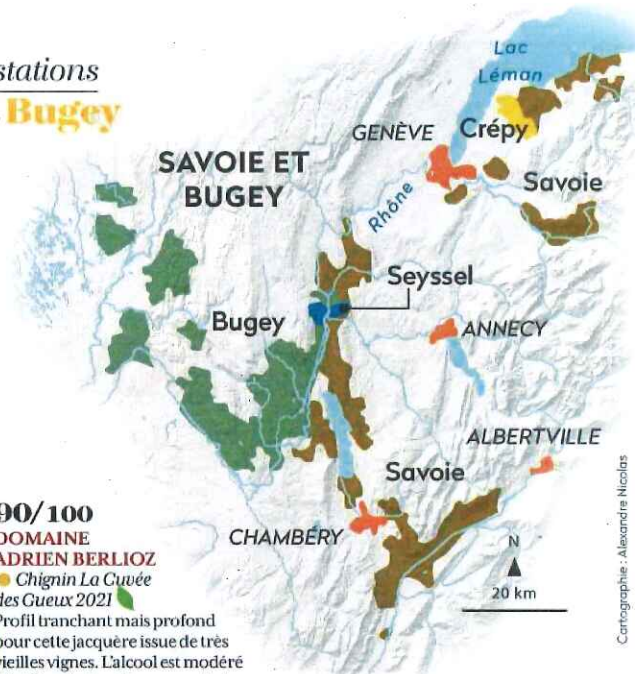 stations
Bugey
SAVOIE ET
BUGEY
Lac
Léman
GENÈVE
Crépy
Savoie
Rhône
Seyssel
Bugey
ANNECY
ALBERTVILLE
Savoie
CHAMBÉRY
N
20 km
Cartographie : Alexandre Nicolas
90/100
DOMAINE
ADRIEN BERLIOZ
Chignin La Cuvée
des Gueux 2021
Profil tranchant mais profond
pour cette jacquère issue de très
vieilles vignes. L'alcool est modéré